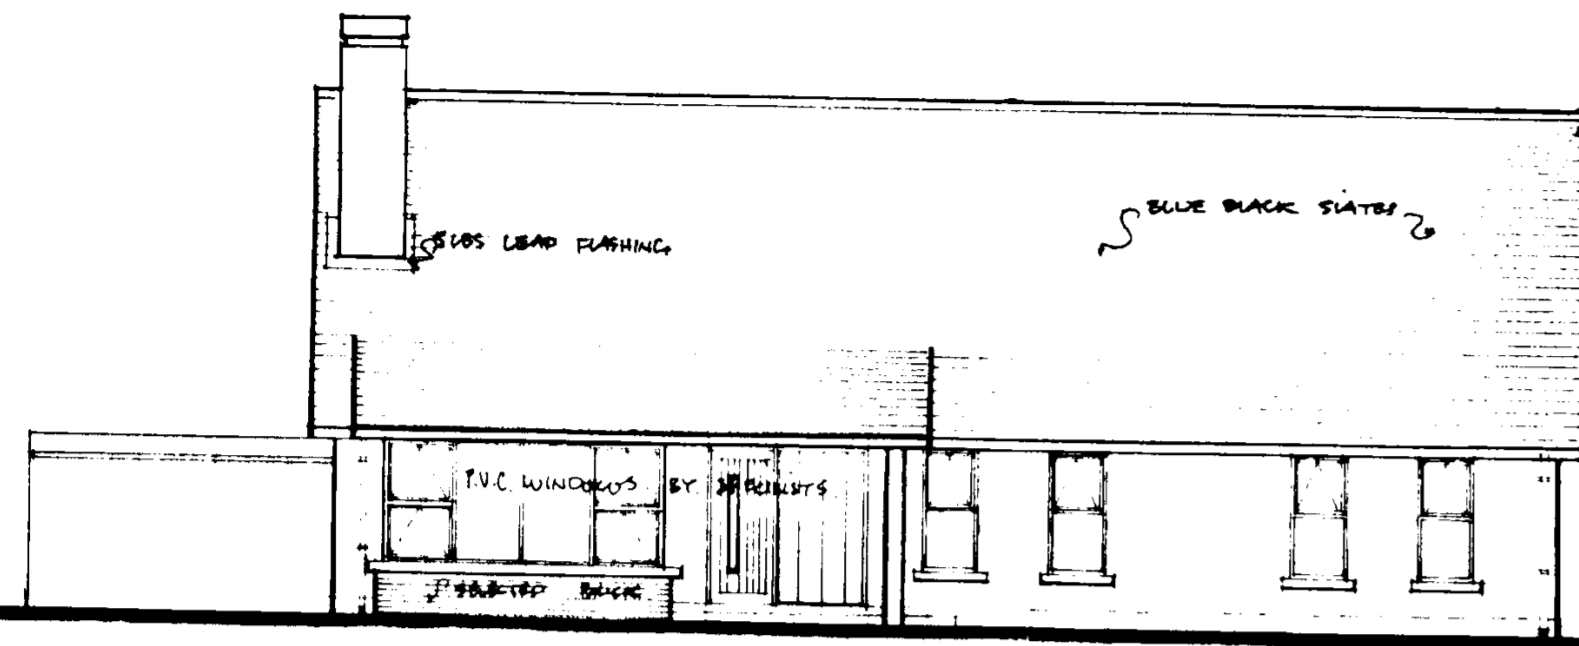 BLUE BLACK SLATES
5LBS LEAD FLASHING
P.V.C. WINDOWS BY SPECIALISTS
SELECTED BRICK